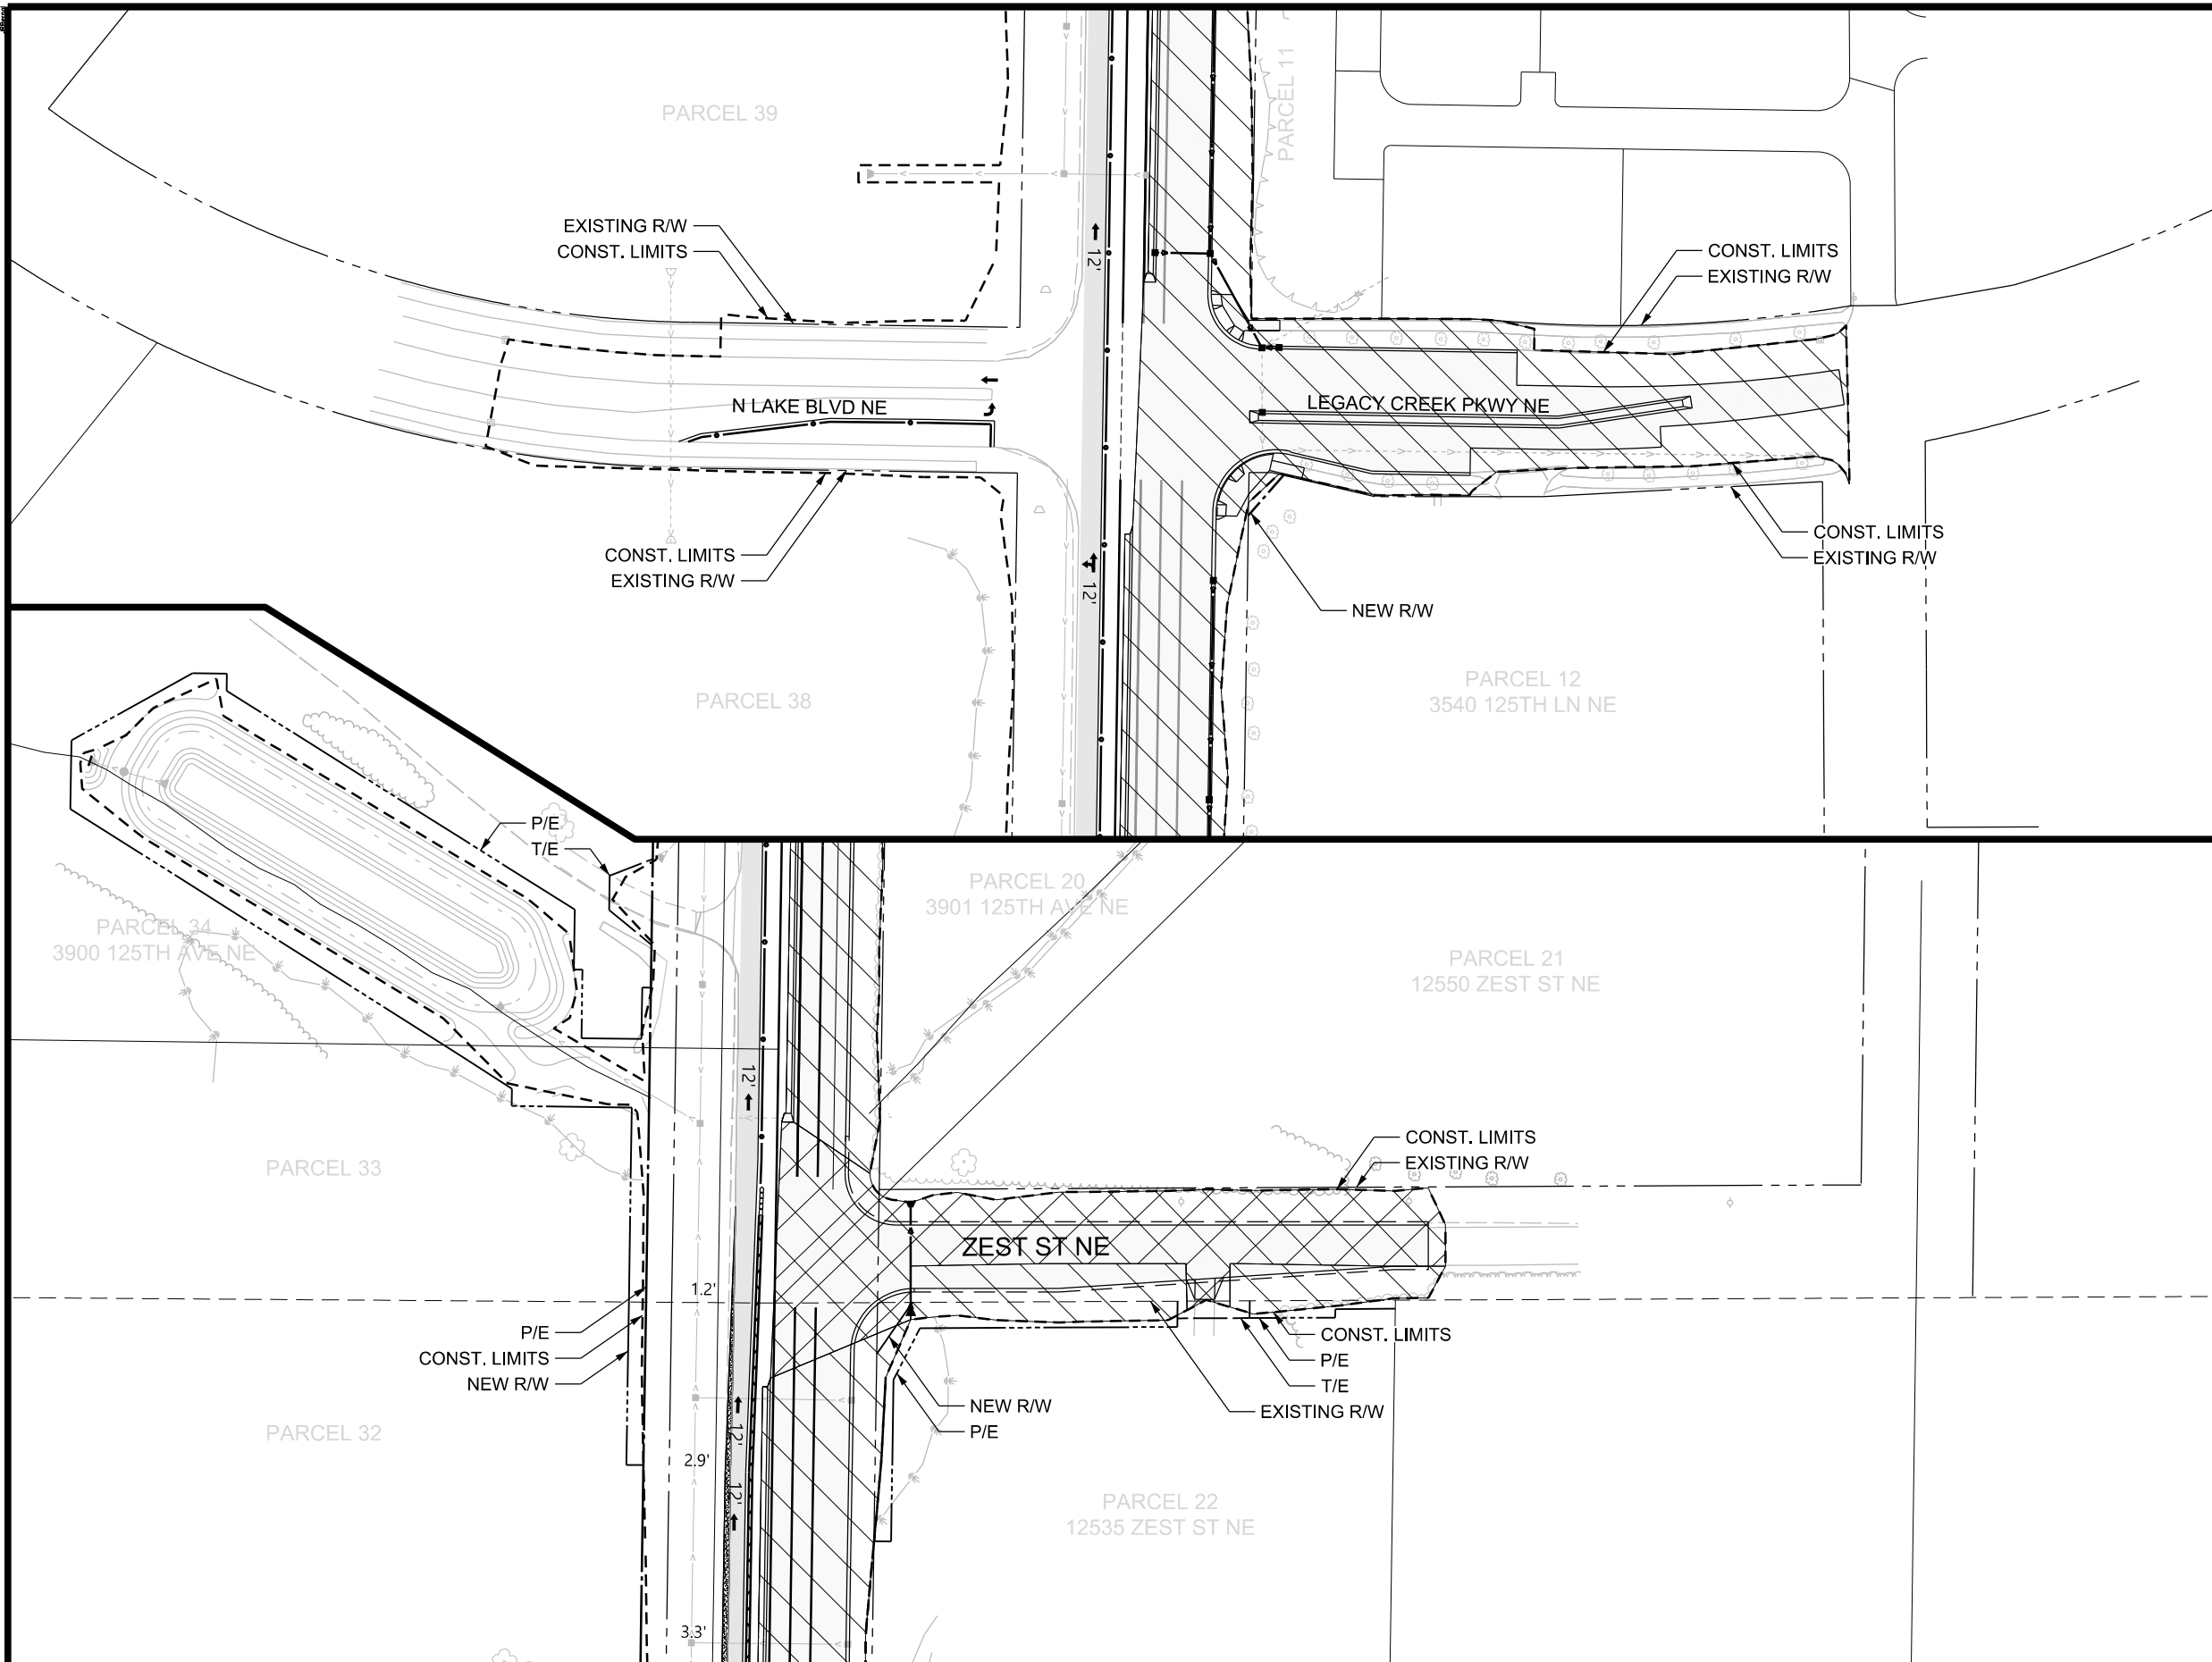 PARCEL 39
PARCEL 11
EXISTING R/W
CONST. LIMITS
12'
CONST. LIMITS
EXISTING R/W
N LAKE BLVD NE
LEGACY CREEK PKWY NE
CONST. LIMITS
EXISTING R/W
CONST. LIMITS
EXISTING R/W
12'
NEW R/W
PARCEL 38
PARCEL 12
3540 125TH LN NE
P/E
T/E
PARCEL 20
3901 125TH AVE NE
PARCEL 34
3900 125TH AVE NE
PARCEL 21
12550 ZEST ST NE
12'
CONST. LIMITS
EXISTING R/W
PARCEL 33
ZEST ST NE
1.2'
P/E
CONST. LIMITS
NEW R/W
CONST. LIMITS
P/E
T/E
EXISTING R/W
NEW R/W
P/E
PARCEL 32
12'
2.9'
12'
PARCEL 22
12535 ZEST ST NE
3.3'